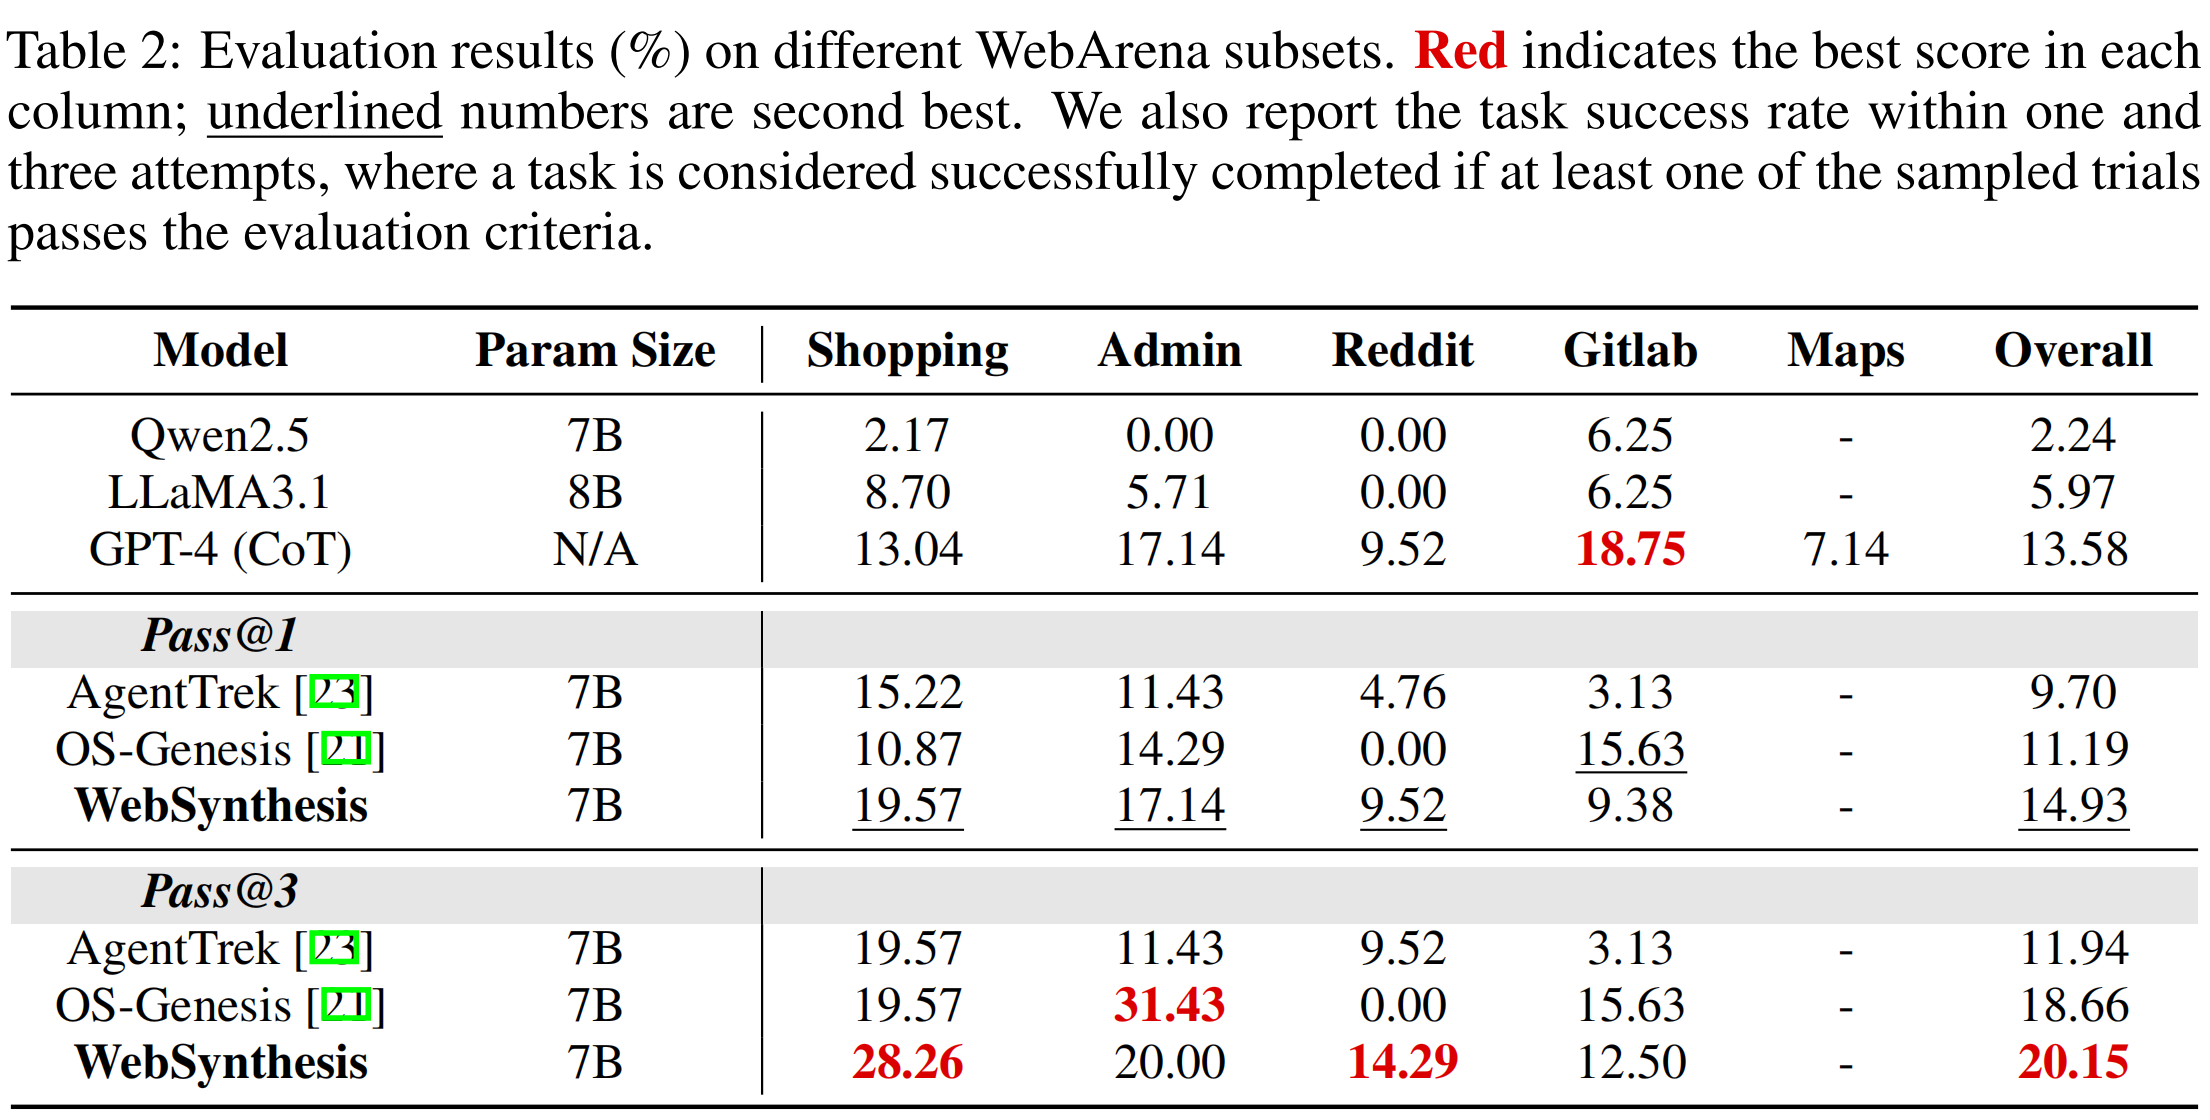 Table 2: Evaluation results (%) on different WebArena subsets. Red indicates the best score in each
column; underlined numbers are second best. We also report the task success rate within one and
three attempts, where a task is considered successfully completed if at least one of the sampled trials
passes the evaluation criteria.
Model Param Size Shopping Admin Reddit Gitlab Maps Overall
Qwen2.5 7B 2.17 0.00 0.00 6.25 - 2.24
LLaMA3.1 8B 8.70 5.71 0.00 6.25 - 5.97
GPT-4 (CoT) N/A 13.04 17.14 9.52 18.75 7.14 13.58
Pass@1
AgentTrek [23] 7B 15.22 11.43 4.76 3.13 - 9.70
OS-Genesis [21] 7B 10.87 14.29 0.00 15.63 - 11.19
WebSynthesis 7B 19.57 17.14 9.52 9.38 - 14.93
Pass@3
AgentTrek [23] 7B 19.57 11.43 9.52 3.13 - 11.94
OS-Genesis [21] 7B 19.57 31.43 0.00 15.63 - 18.66
WebSynthesis 7B 28.26 20.00 14.29 12.50 - 20.15